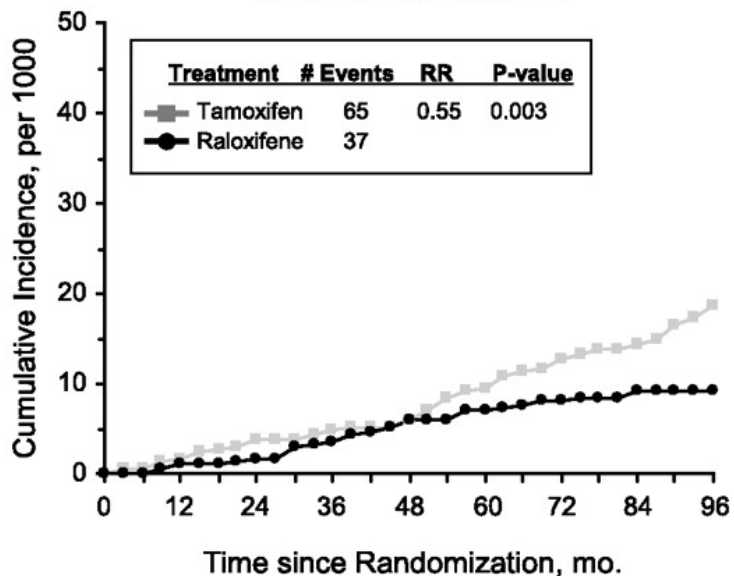 50
40
30
20
10
0
Cumulative Incidence, per 1000
Treatment # Events RR P-value
Tamoxifen 65 0.55 0.003
Raloxifene 37
0 12 24 36 48 60 72 84 96
Time since Randomization, mo.